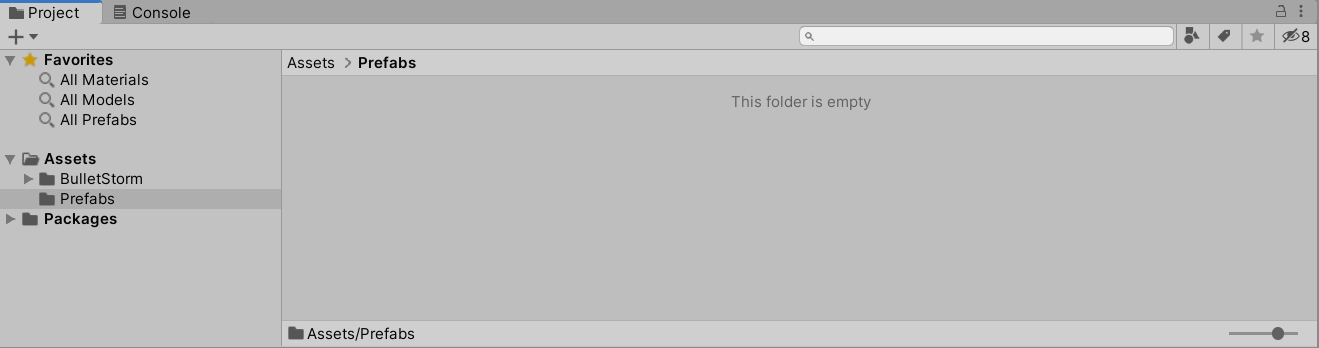 Project
Console
8
Favorites
All Materials
All Models
All Prefabs
Assets
BulletStorm
Prefabs
Packages
Assets > Prefabs
This folder is empty
Assets/Prefabs